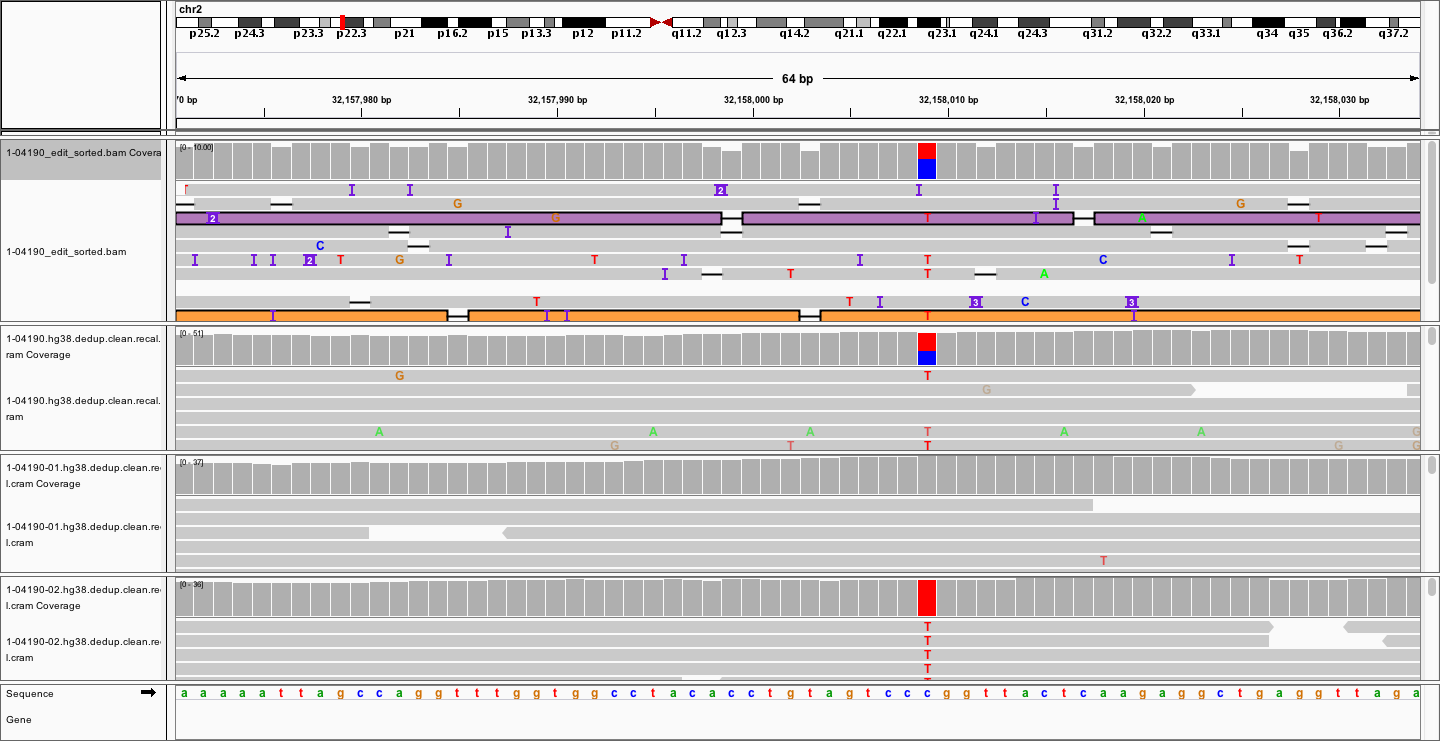 chr2
p25.2 p24.3 p23.3 p22.3 p21 p16.2 p15 p13.3 p12 p11.2 q11.2 q12.3 q14.2 q21.1 q22.1 q23.1 q24.1 q24.3 q31.2 q32.2 q33.1 q34 q35 q36.2 q37.2
64 bp
70 bp 32,157,980 bp 32,157,990 bp 32,158,000 bp 32,158,010 bp 32,158,020 bp 32,158,030 bp
1-04190_edit_sorted.bam Covera
[0 - 10.00]
2
G G
2 G T A T
1-04190_edit_sorted.bam
C
2 T G T T C T
T T A
T T 3 C 3
T
1-04190.hg38.dedup.clean.recal.
ram Coverage
[0 - 51]
G T
G
1-04190.hg38.dedup.clean.recal.
ram
A A A T A A G
G T T G G
1-04190-01.hg38.dedup.clean.re
l.cram Coverage
[0 - 37]
1-04190-01.hg38.dedup.clean.re
l.cram
T
1-04190-02.hg38.dedup.clean.re
l.cram Coverage
[0 - 36]
1-04190-02.hg38.dedup.clean.re
l.cram
T
T
T
T
Sequence
a a a a a t t a g c c a g g t t t g g t g g c c t a c a c c t g t a g t c c c g g t t a c t c a a g a g g c t g a g g t t a g a
Gene